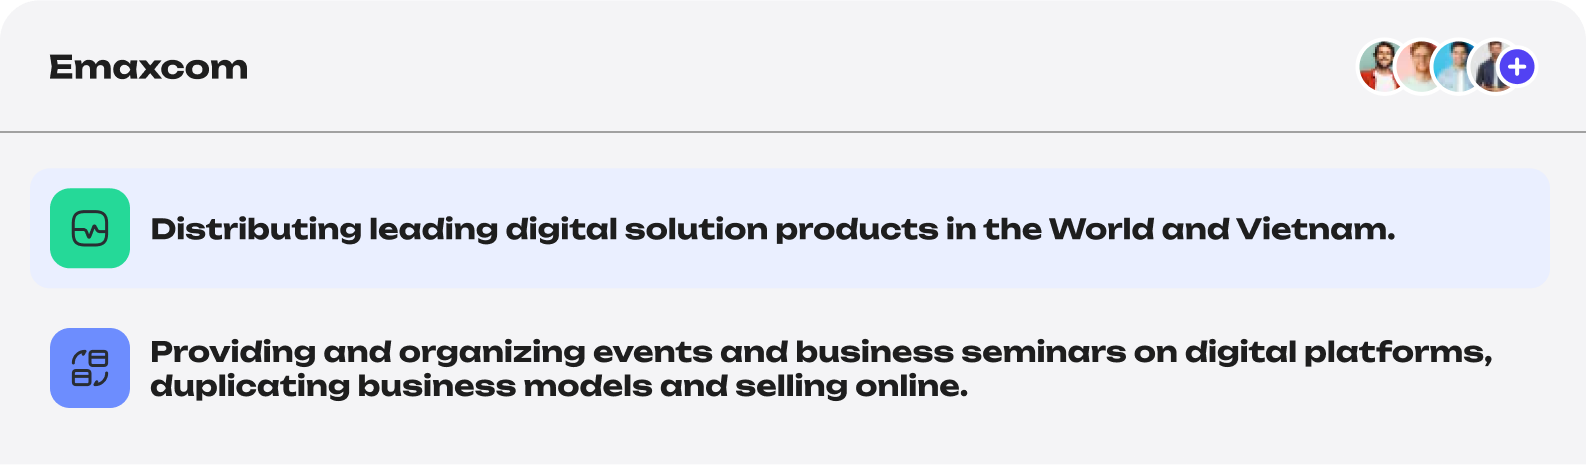 Emaxcom
Distributing leading digital solution products in the World and Vietnam.
Providing and organizing events and business seminars on digital platforms,
duplicating business models and selling online.